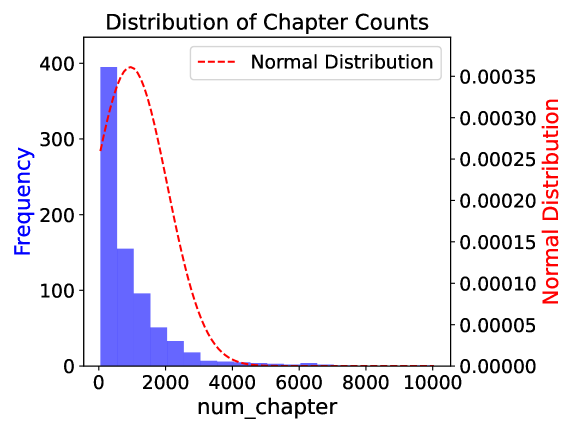 Distribution of Chapter Counts
Normal Distribution
Frequency
400
300
200
100
0
0.00035
0.00030
0.00025
0.00020
0.00015
0.00010
0.00005
0.00000
Normal Distribution
0 2000 4000 6000 8000 10000
num_chapter